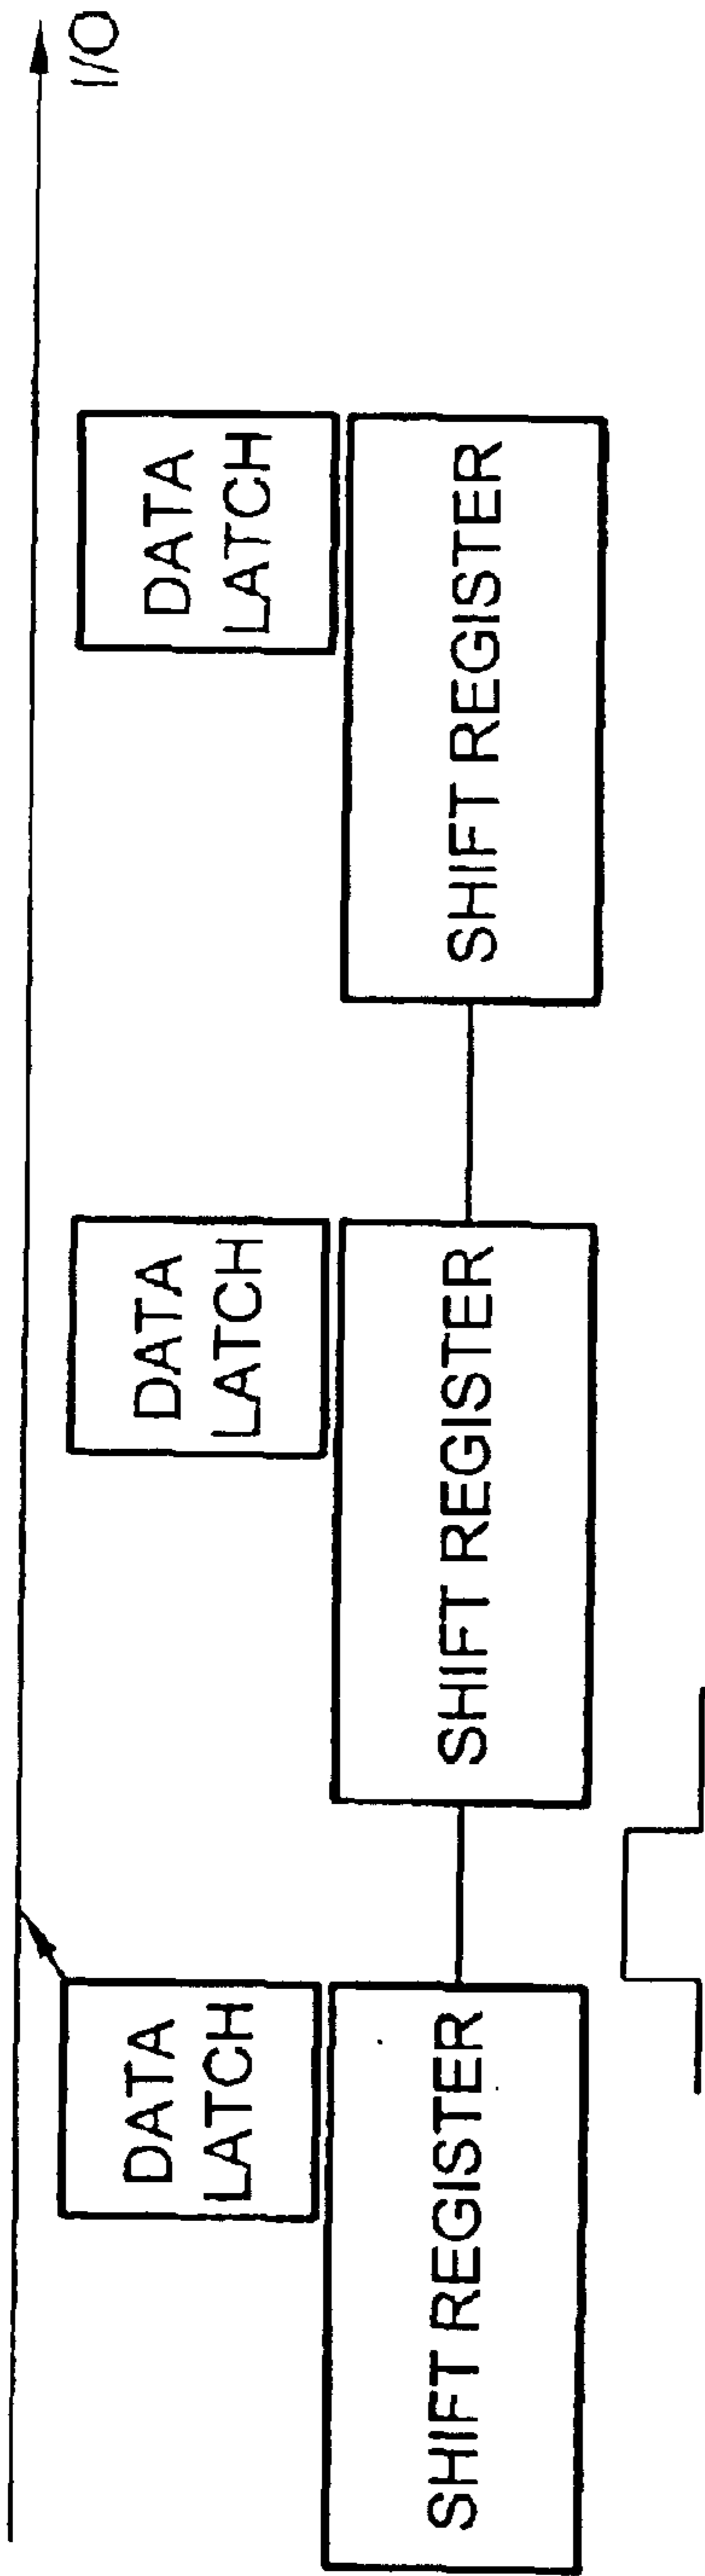 I/O
DATA
LATCH
SHIFT REGISTER
DATA
LATCH
SHIFT REGISTER
DATA
LATCH
SHIFT REGISTER